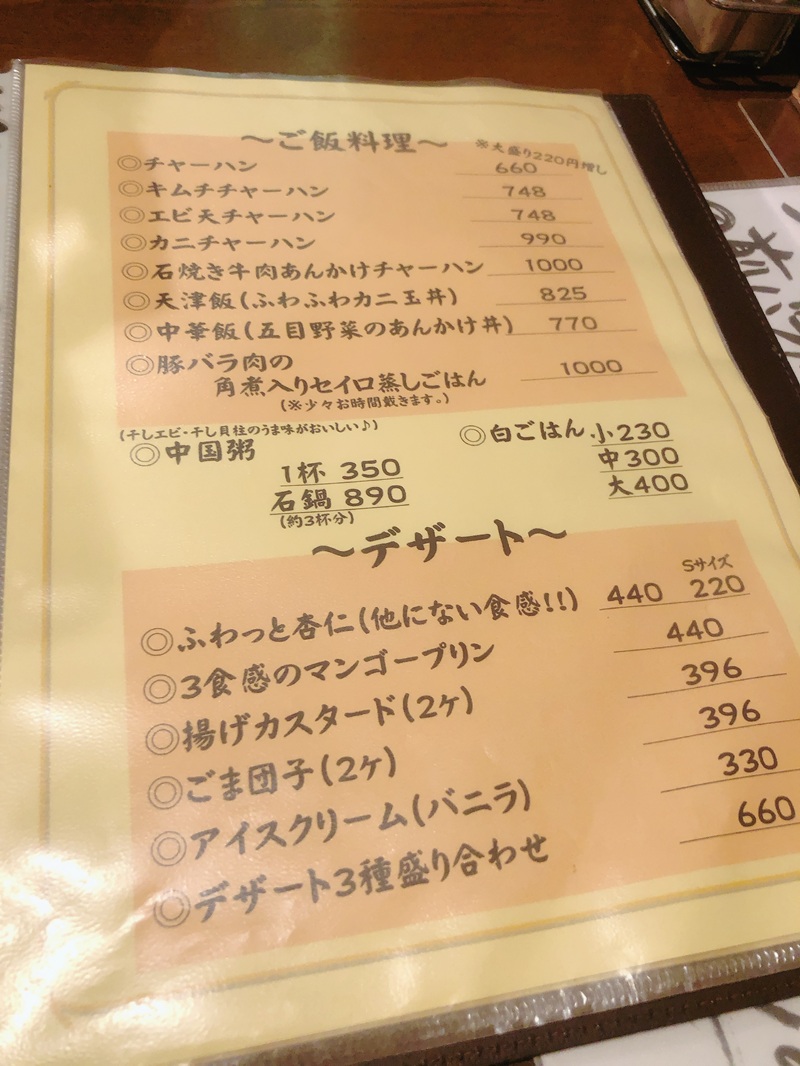 ~ご飯料理~
※大盛り220円増し
◎チャーハン 660
◎キムチチャーハン 748
◎エビ天チャーハン 748
◎カニチャーハン 990
◎石焼き牛肉あんかけチャーハン 1000
◎天津飯(ふわふわカニ玉丼) 825
◎中華飯(五目野菜のあんかけ丼) 770
◎豚バラ肉の
角煮入りセイロ蒸しごはん 1000
(※少々お時間戴きます。)
(干しエビ・干し貝柱のうま味がおいしい♪)
◎中国粥
1杯 350
石鍋 890
(約3杯分)
◎白ごはん 小230
中300
大400
~デザート~
Sサイズ
◎ふわっと杏仁(他にない食感!!) 440 220
◎3食感のマンゴープリン 440
◎揚げカスタード(2ヶ) 396
◎ごま団子(2ヶ) 396
◎アイスクリーム(バニラ) 330
◎デザート3種盛り合わせ 660